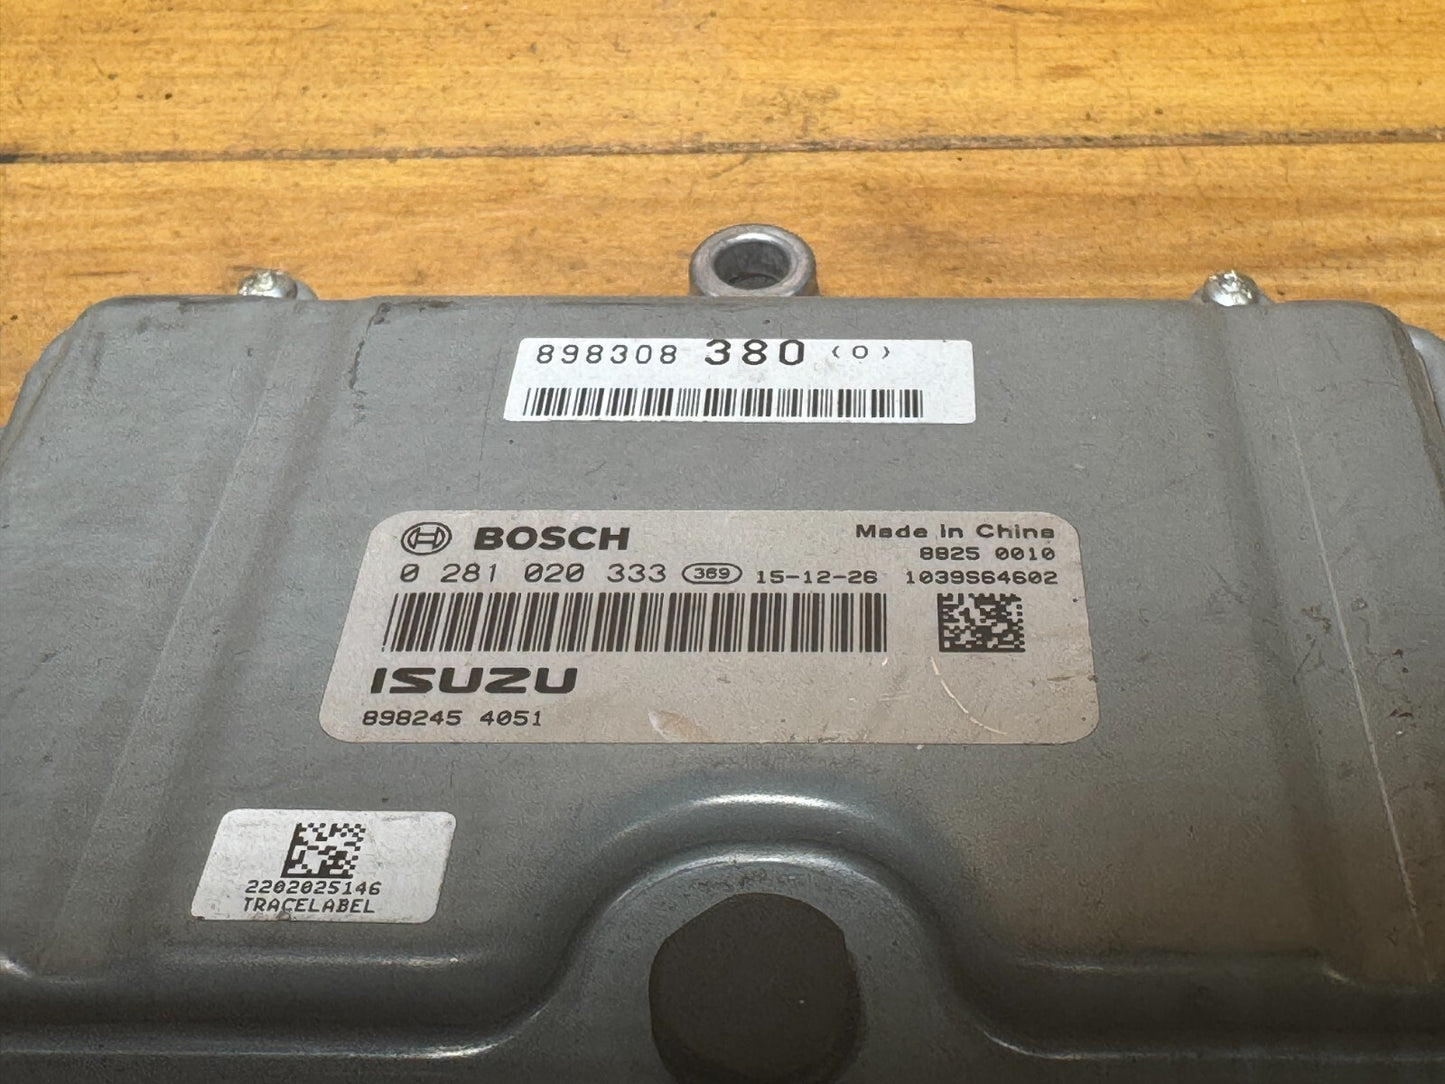 898308 380 (0)
BOSCH
Made in China
8825 0010
0 281 020 333 369 15-12-26 1039S64602
ISUZU
898245 4051
2202025146
TRACELABEL